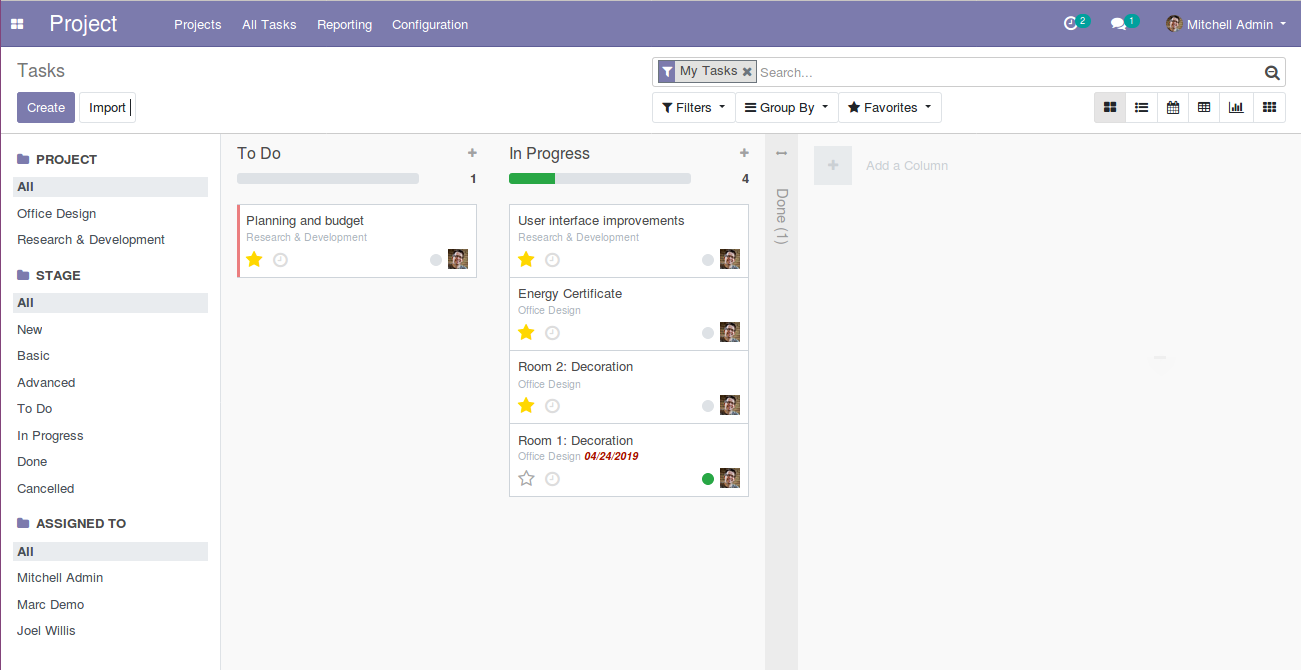 Project
Projects All Tasks Reporting Configuration
2
1
Mitchell Admin
Tasks
My Tasks
Search...
Create
Import
Filters
Group By
Favorites
PROJECT
All
Office Design
Research & Development
STAGE
All
New
Basic
Advanced
To Do
In Progress
Done
Cancelled
ASSIGNED TO
All
Mitchell Admin
Marc Demo
Joel Willis
To Do
1
Planning and budget
Research & Development
In Progress
4
User interface improvements
Research & Development
Energy Certificate
Office Design
Room 2: Decoration
Office Design
Room 1: Decoration
Office Design 04/24/2019
Done (1)
Add a Column